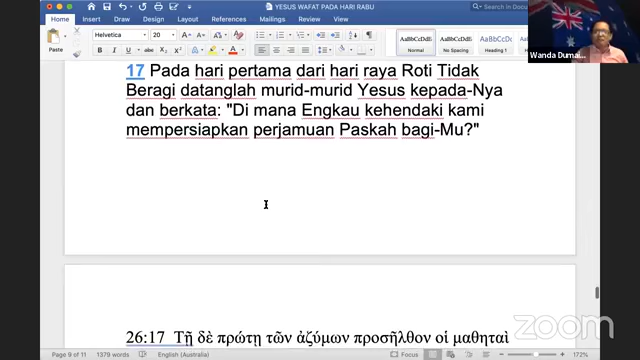 YESUS WAFAT PADA HARI RABU
Home Insert Draw Design Layout References Mailings Review View
Share
Paste
Helvetica 20
AaBbCcDdE AaBbCcDdE AaBbCcDc
Normal No Spacing Heading 1
Wanda Dumai...
17 Pada hari pertama dari hari raya Roti Tidak
Beragi datanglah murid-murid Yesus kepada-Nya
dan berkata: "Di mana Engkau kehendaki kami
mempersiapkan perjamuan Paskah bagi-Mu?"
26:17 Τῇ δὲ πρώτῃ τῶν ἀζύμων προσῆλθον οἱ μαθηταὶ
zoom
Page 9 of 11 1379 words English (Australia) Focus 172%